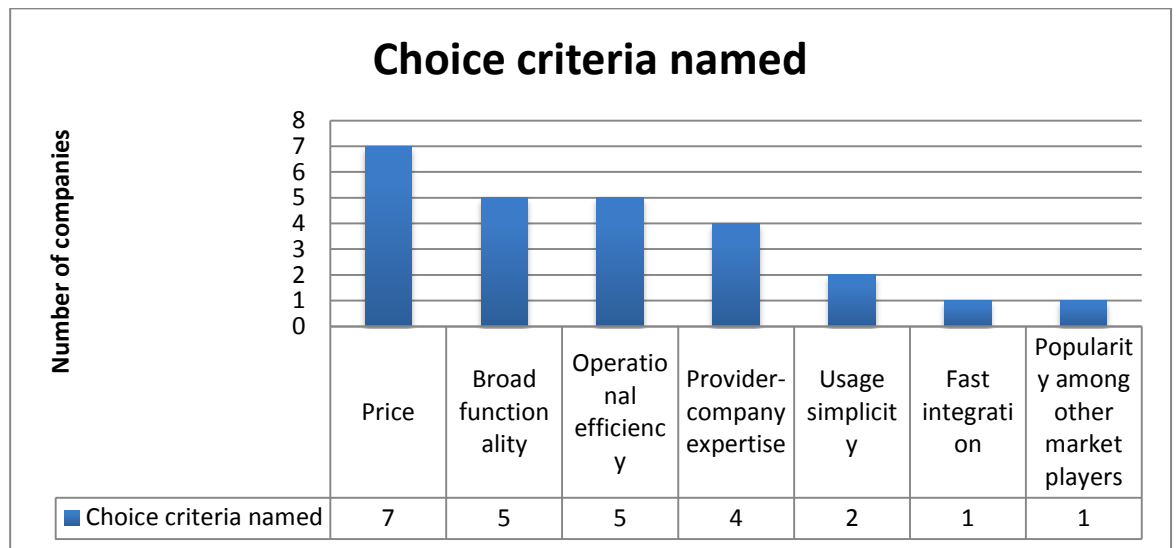 Choice criteria named
Number of companies
8
7
6
5
4
3
2
1
0
Price
Broad
function
ality
Operatio
nal
efficienc
y
Provider-
company
expertise
Usage
simplicit
y
Fast
integrati
on
Popularit
y among
other
market
players
Choice criteria named 7 5 5 4 2 1 1